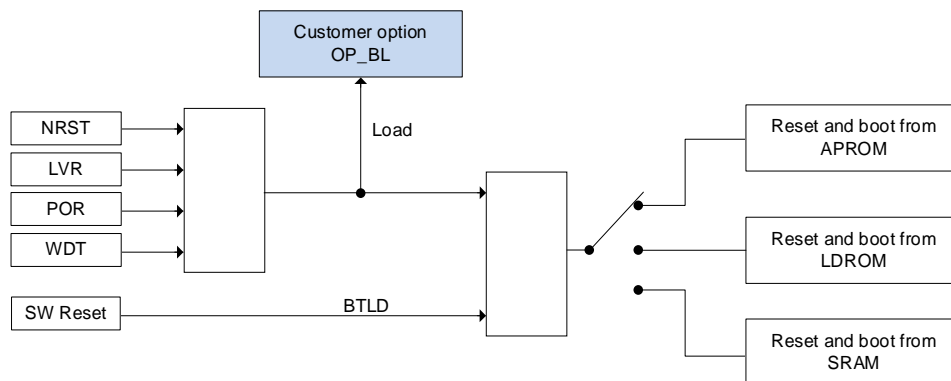 Customer option
OP_BL
NRST
LVR
POR
WDT
SW Reset
Load
BTLD
Reset and boot from
APROM
Reset and boot from
LDROM
Reset and boot from
SRAM